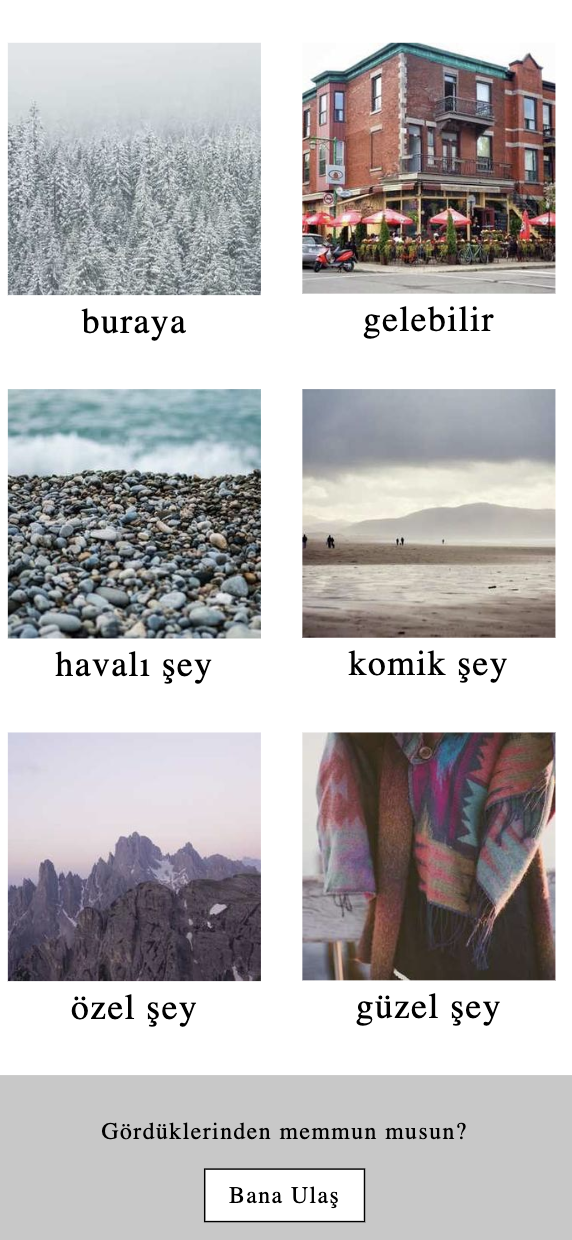 buraya
gelebilir
havalı şey
komik şey
özel şey
güzel şey
Gördüklerinden memmun musun?
Bana Ulaş